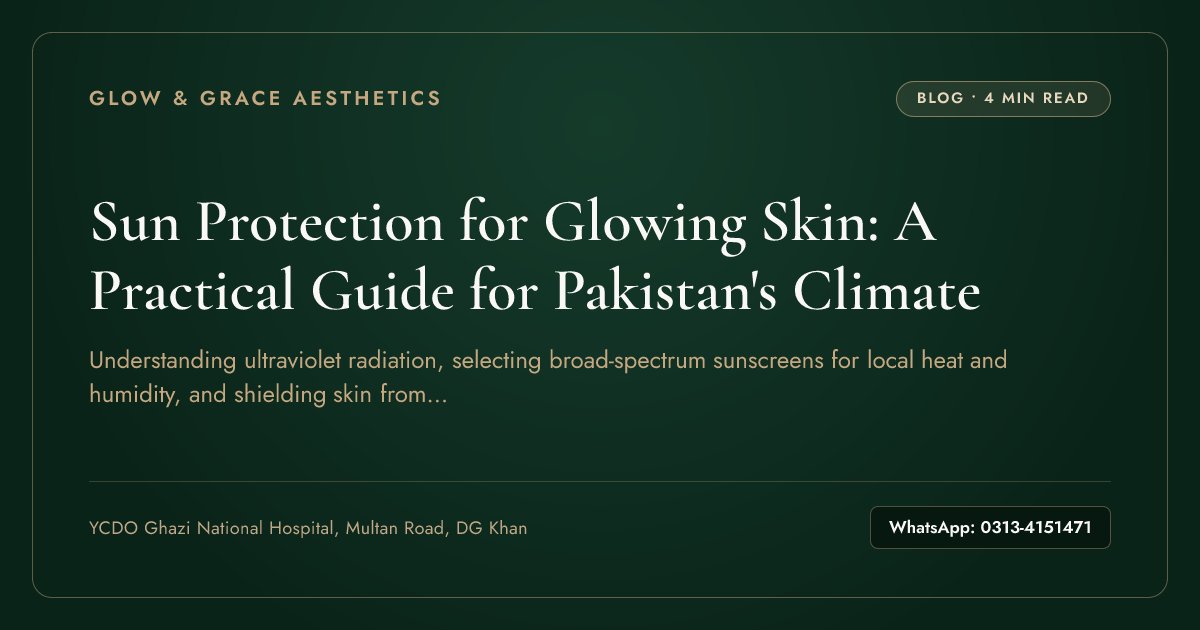 GLOW & GRACE AESTHETICS
BLOG · 4 MIN READ
Sun Protection for Glowing Skin: A
Practical Guide for Pakistan's Climate
Understanding ultraviolet radiation, selecting broad-spectrum sunscreens for local heat and
humidity, and shielding skin from...
YCDO Ghazi National Hospital, Multan Road, DG Khan
WhatsApp: 0313-4151471